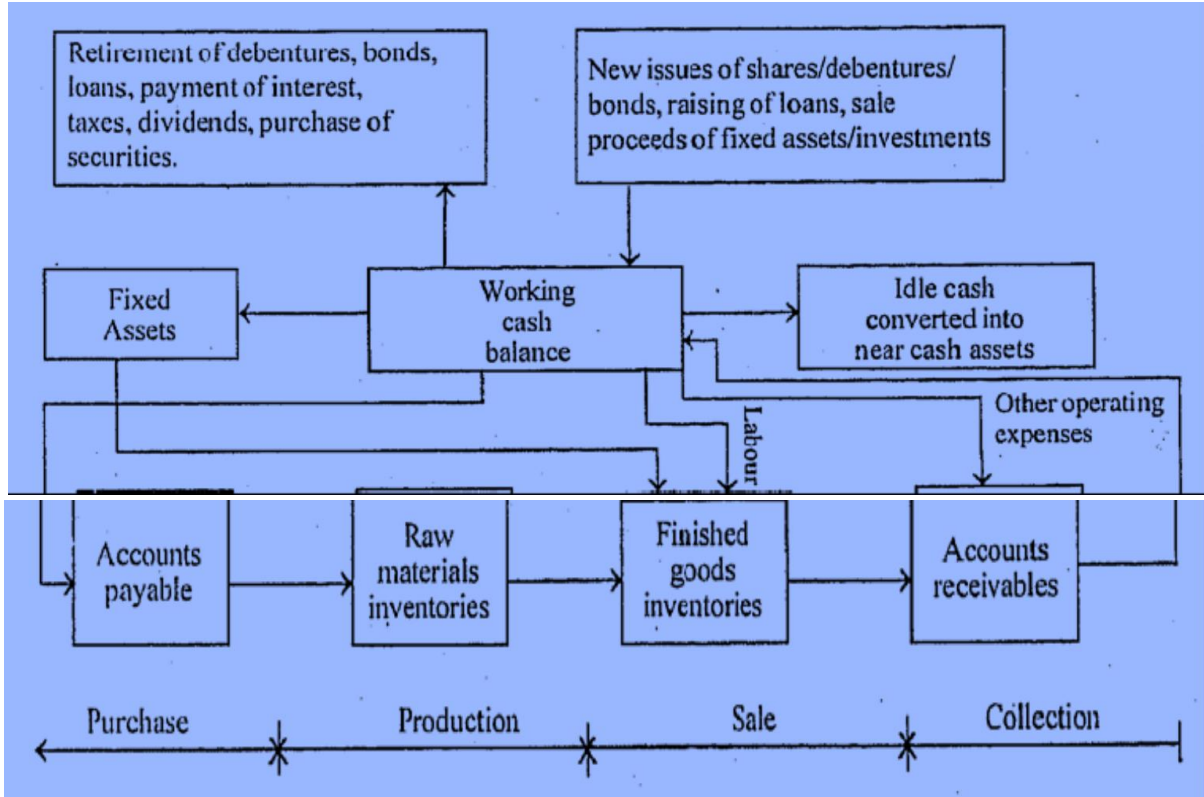 Retirement of debentures, bonds,
loans, payment of interest,
taxes, dividends, purchase of
securities.
New issues of shares/debentures/
bonds, raising of loans, sale
proceeds of fixed assets/investments
Fixed
Assets
Working
cash
balance
Idle cash
converted into
near cash assets
Labour
Other operating
expenses
Accounts
payable
Raw
materials
inventories
Finished
goods
inventories
Accounts
receivables
Purchase
Production
Sale
Collection